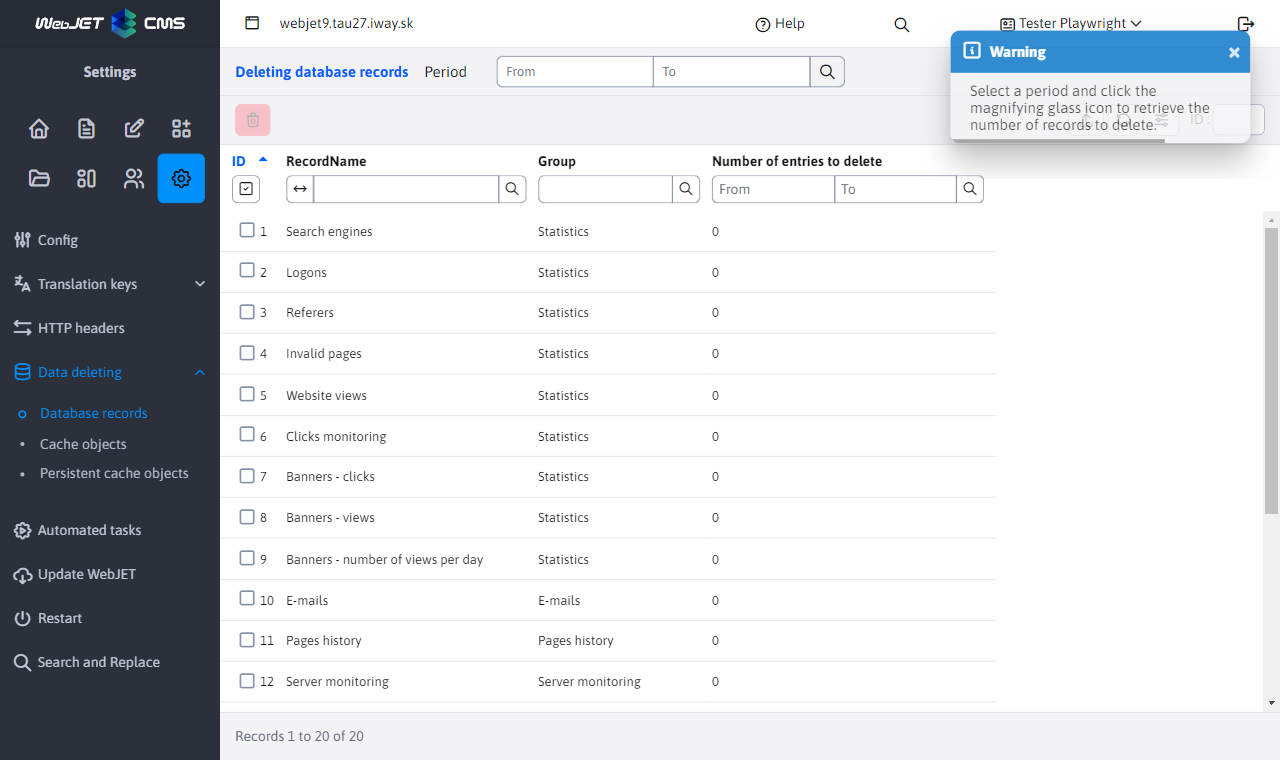 WebJET CMS
webjet9.tau27.iway.sk
Help
Tester Playwright
Settings
Deleting database records
Period
From
To
Warning
Select a period and click the
magnifying glass icon to retrieve the
number of records to delete.
ID :
ID
RecordName
Group
Number of entries to delete
From
To
1 Search engines Statistics 0
2 Logons Statistics 0
3 Referers Statistics 0
4 Invalid pages Statistics 0
5 Website views Statistics 0
6 Clicks monitoring Statistics 0
7 Banners - clicks Statistics 0
8 Banners - views Statistics 0
9 Banners - number of views per day Statistics 0
10 E-mails E-mails 0
11 Pages history Pages history 0
12 Server monitoring Server monitoring 0
Records 1 to 20 of 20
Config
Translation keys
HTTP headers
Data deleting
Database records
Cache objects
Persistent cache objects
Automated tasks
Update WebJET
Restart
Search and Replace